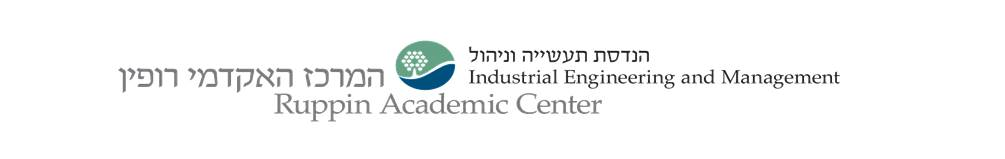 הנדסת תעשייה וניהול
המרכז האקדמי רופין
Industrial Engineering and Management
Ruppin Academic Center